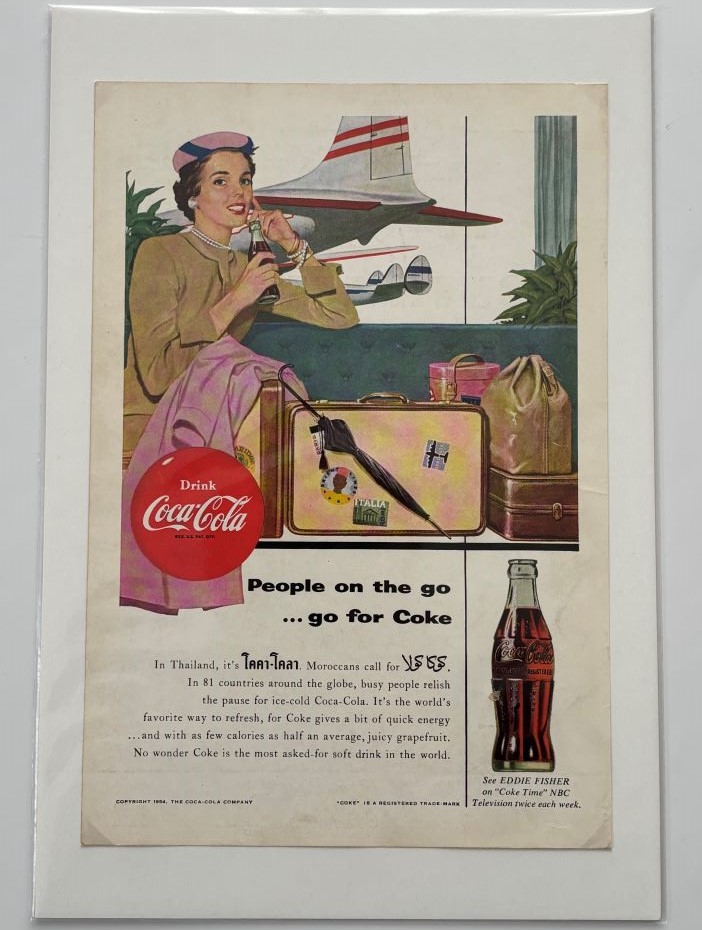 PARIS
ITALIA
Drink
Coca-Cola
REG. U.S. PAT. OFF.
People on the go
...go for Coke
In Thailand, it's โคคา-โคลา. Moroccans call for
In 81 countries around the globe, busy people relish
the pause for ice-cold Coca-Cola. It's the world's
favorite way to refresh, for Coke gives a bit of quick energy
...and with as few calories as half an average, juicy grapefruit.
No wonder Coke is the most asked-for soft drink in the world.
Coca-Cola
COPYRIGHT 1954, THE COCA-COLA COMPANY
"COKE" IS A REGISTERED TRADE-MARK
See EDDIE FISHER
on "Coke Time" NBC
Television twice each week.